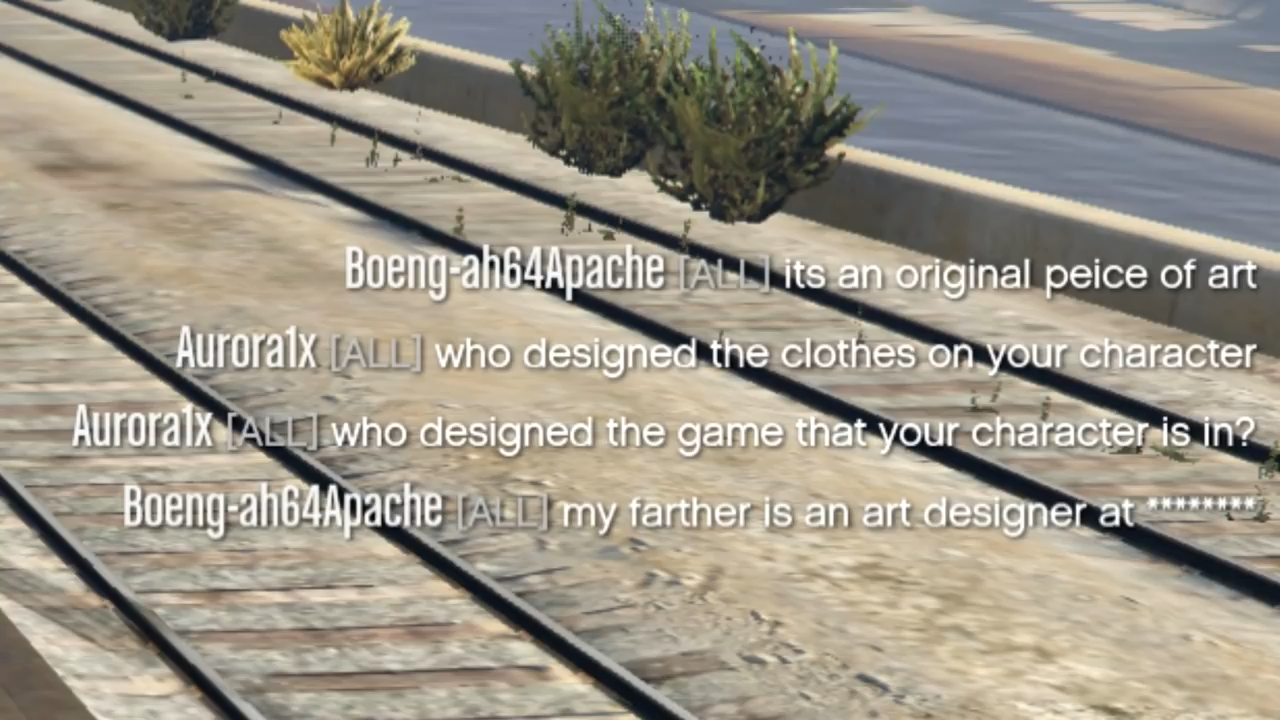 Boeng-ah64Apache [ALL] its an original peice of art
Aurora1x [ALL] who designed the clothes on your character
Aurora1x [ALL] who designed the game that your character is in?
Boeng-ah64Apache [ALL] my farther is an art designer at ********